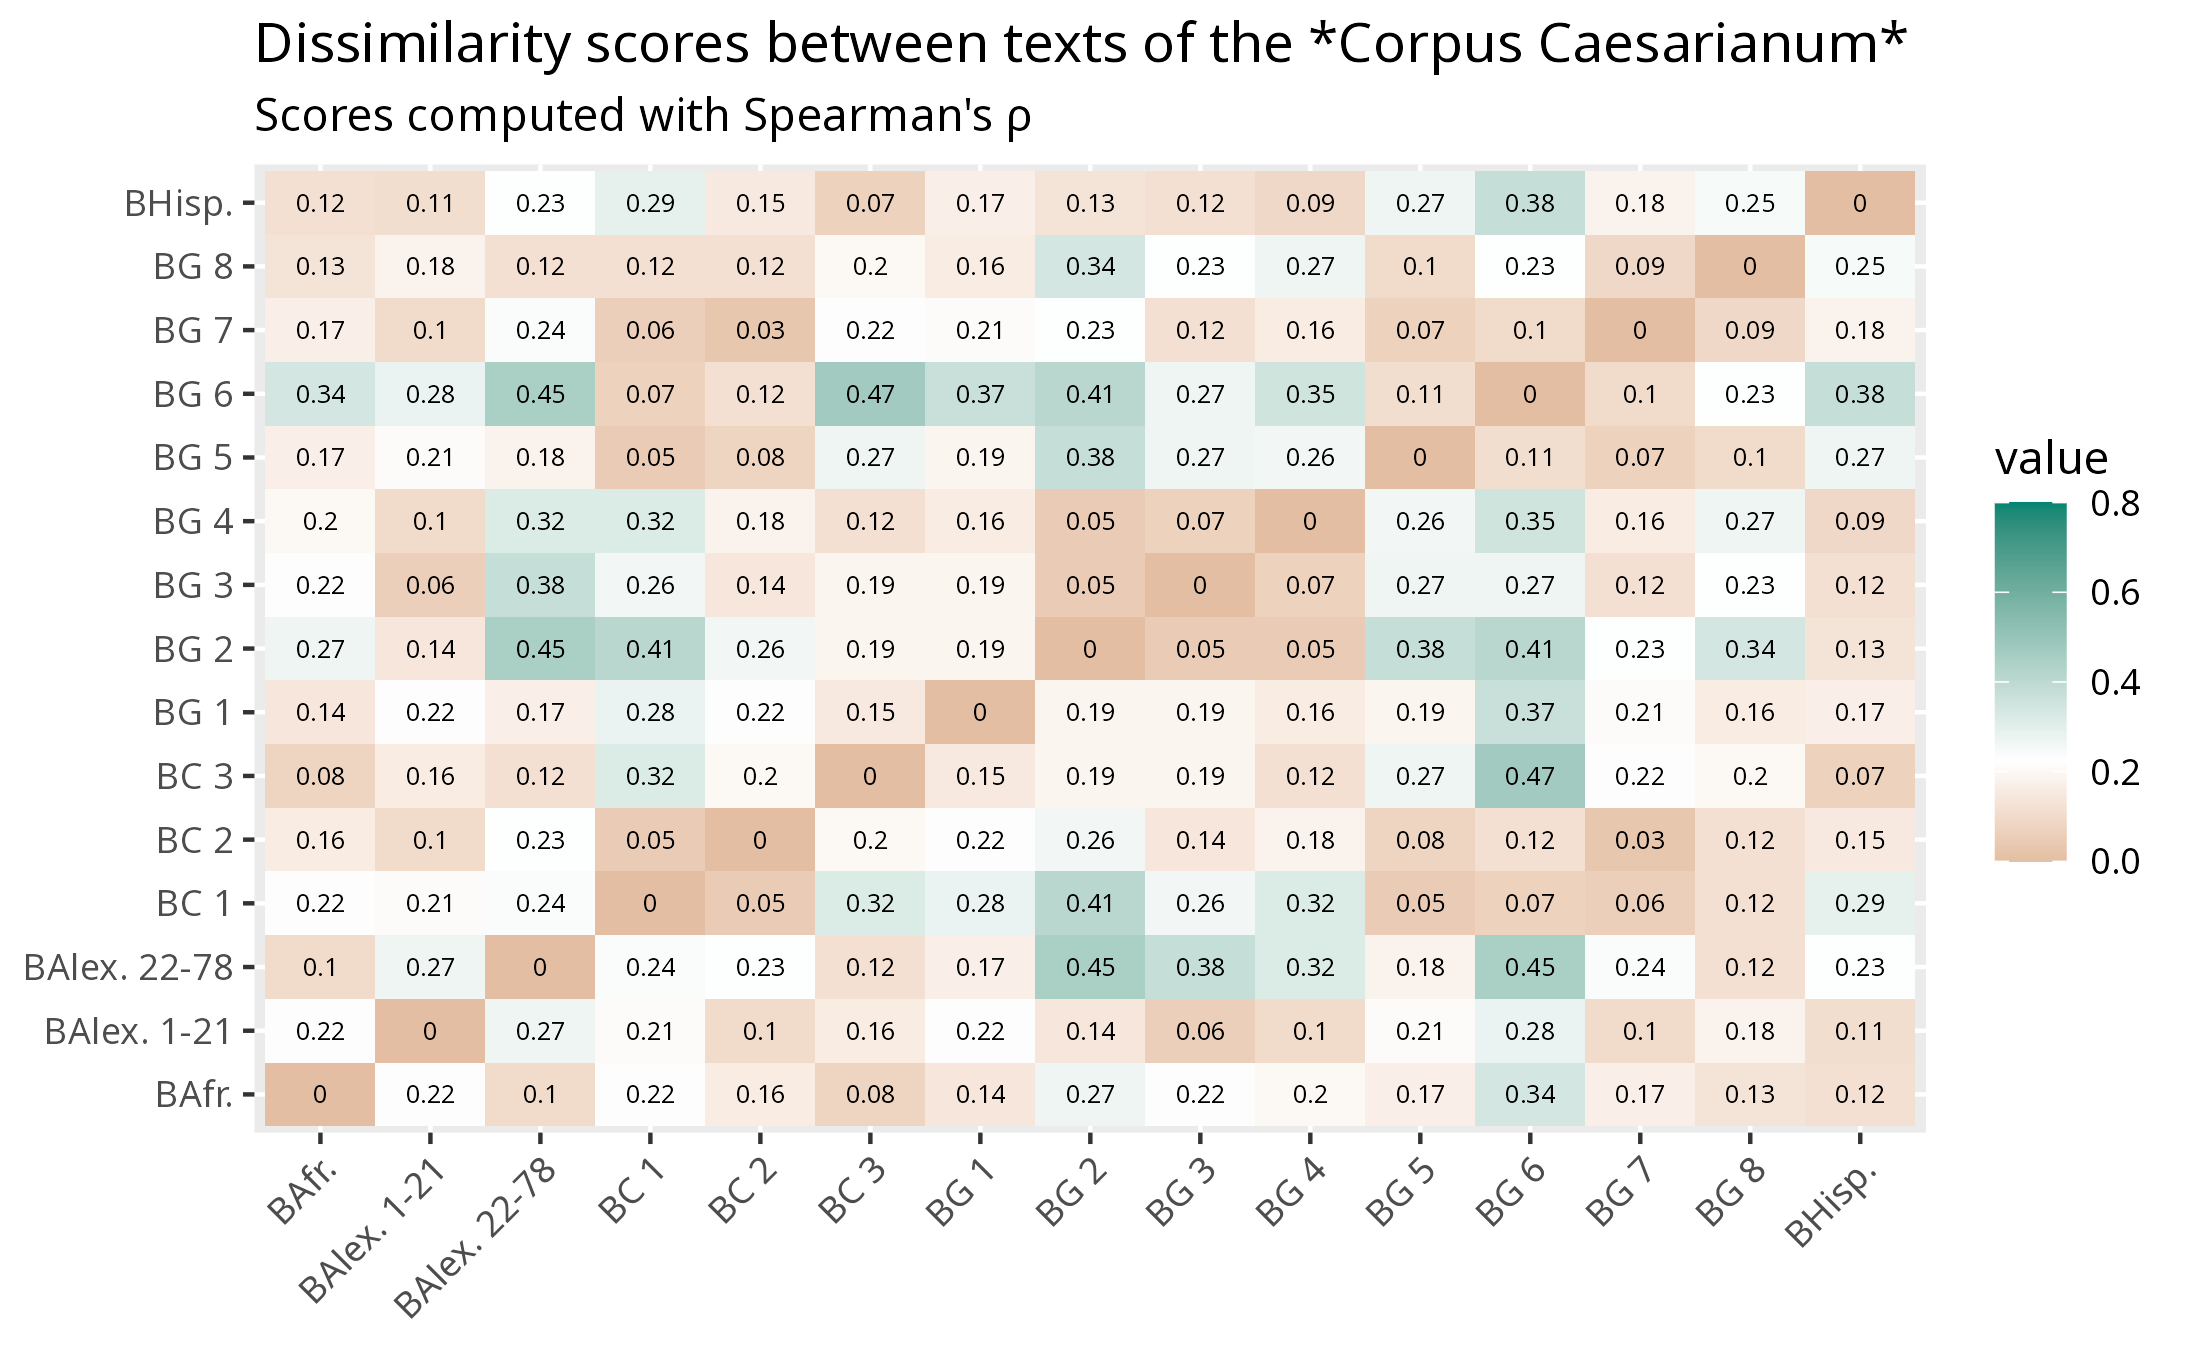 Dissimilarity scores between texts of the *Corpus Caesarianum*
Scores computed with Spearman's ρ
BHisp. 0.12 0.11 0.23 0.29 0.15 0.07 0.17 0.13 0.12 0.09 0.27 0.38 0.18 0.25 0
BG 8 0.13 0.18 0.12 0.12 0.12 0.2 0.16 0.34 0.23 0.27 0.1 0.23 0.09 0 0.25
BG 7 0.17 0.1 0.24 0.06 0.03 0.22 0.21 0.23 0.12 0.16 0.07 0.1 0 0.09 0.18
BG 6 0.34 0.28 0.45 0.07 0.12 0.47 0.37 0.41 0.27 0.35 0.11 0 0.1 0.23 0.38
BG 5 0.17 0.21 0.18 0.05 0.08 0.27 0.19 0.38 0.27 0.26 0 0.11 0.07 0.1 0.27
BG 4 0.2 0.1 0.32 0.32 0.18 0.12 0.16 0.05 0.07 0 0.26 0.35 0.16 0.27 0.09
BG 3 0.22 0.06 0.38 0.26 0.14 0.19 0.19 0.05 0 0.07 0.27 0.27 0.12 0.23 0.12
BG 2 0.27 0.14 0.45 0.41 0.26 0.19 0.19 0 0.05 0.05 0.38 0.41 0.23 0.34 0.13
BG 1 0.14 0.22 0.17 0.28 0.22 0.15 0 0.19 0.19 0.16 0.19 0.37 0.21 0.16 0.17
BC 3 0.08 0.16 0.12 0.32 0.2 0 0.15 0.19 0.19 0.12 0.27 0.47 0.22 0.2 0.07
BC 2 0.16 0.1 0.23 0.05 0 0.2 0.22 0.26 0.14 0.18 0.08 0.12 0.03 0.12 0.15
BC 1 0.22 0.21 0.24 0 0.05 0.32 0.28 0.41 0.26 0.32 0.05 0.07 0.06 0.12 0.29
BAlex. 22-78 0.1 0.27 0 0.24 0.23 0.12 0.17 0.45 0.38 0.32 0.18 0.45 0.24 0.12 0.23
BAlex. 1-21 0.22 0 0.27 0.21 0.1 0.16 0.22 0.14 0.06 0.1 0.21 0.28 0.1 0.18 0.11
BAfr. 0 0.22 0.1 0.22 0.16 0.08 0.14 0.27 0.22 0.2 0.17 0.34 0.17 0.13 0.12
BAfr. BAlex. 1-21 BAlex. 22-78 BC 1 BC 2 BC 3 BG 1 BG 2 BG 3 BG 4 BG 5 BG 6 BG 7 BG 8 BHisp.
value
0.8
0.6
0.4
0.2
0.0